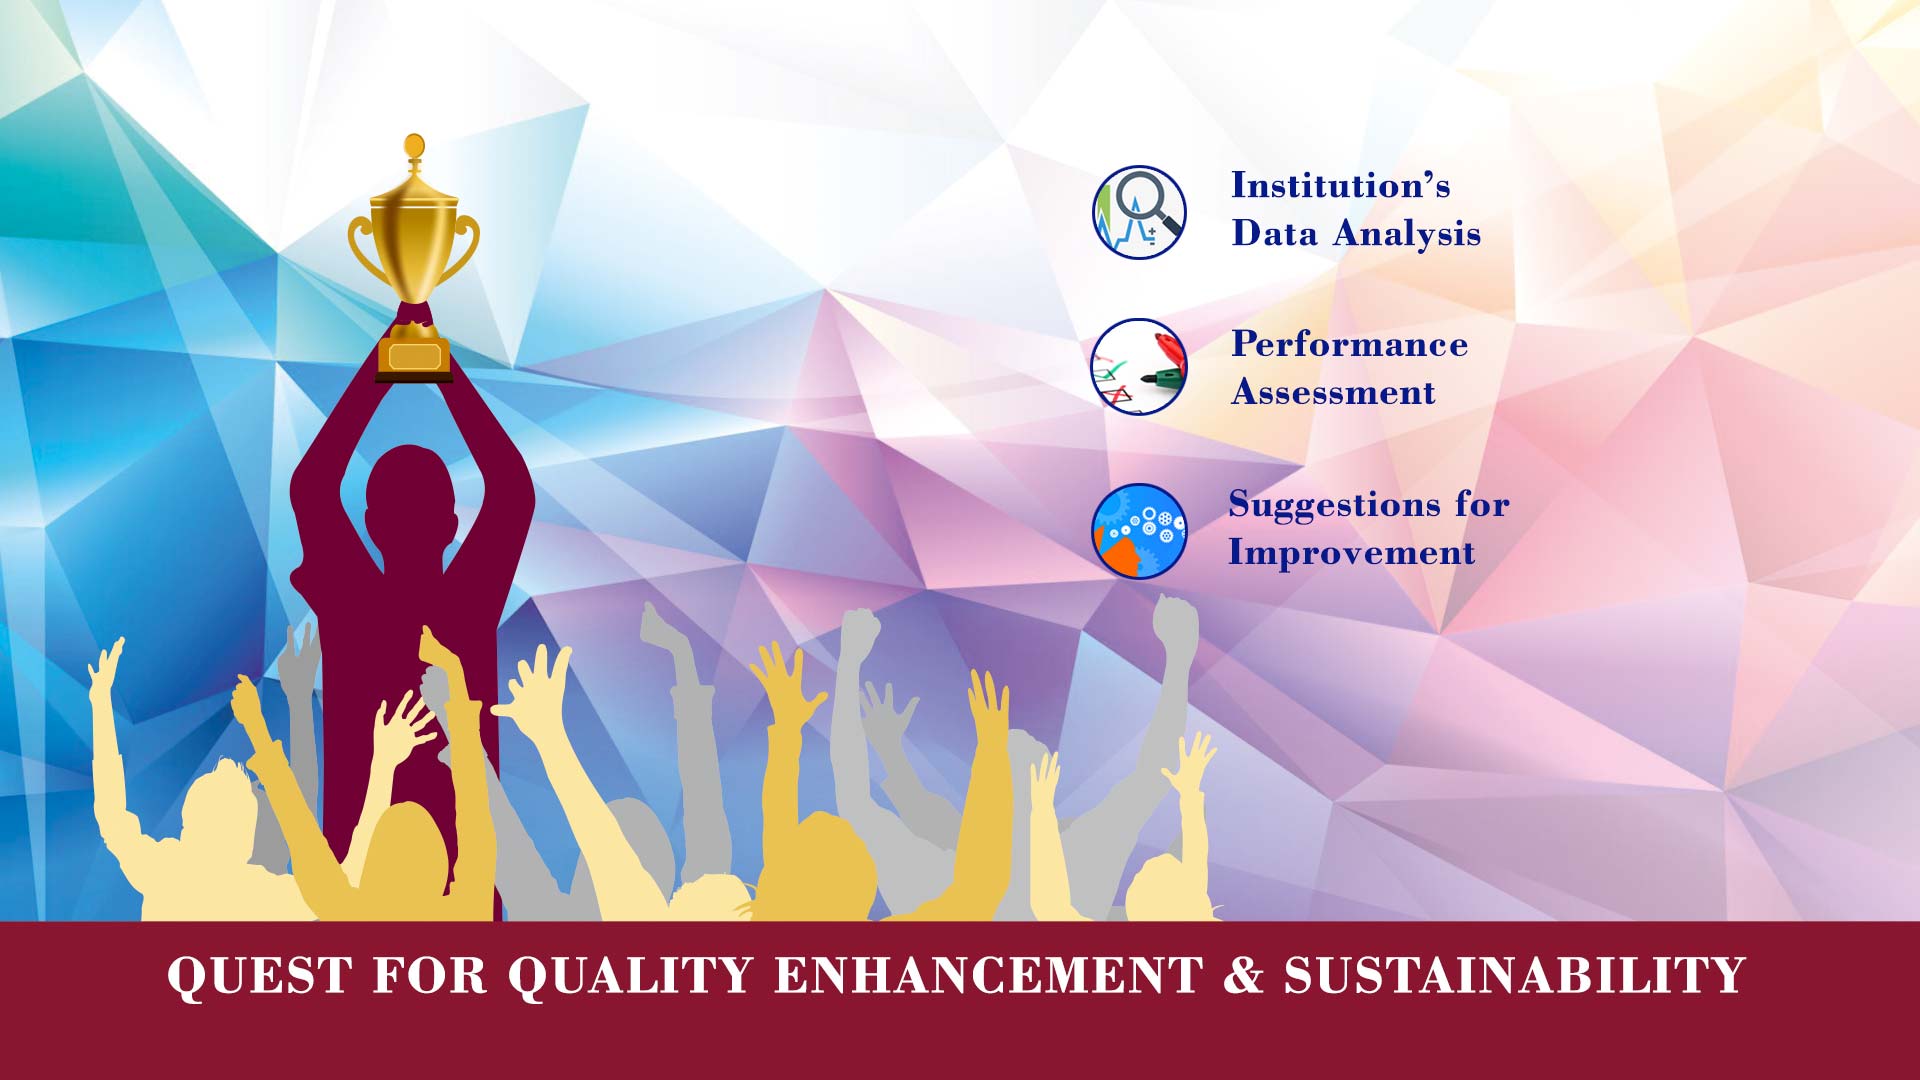 Institution’s
Data Analysis
Performance
Assessment
Suggestions for
Improvement
QUEST FOR QUALITY ENHANCEMENT & SUSTAINABILITY